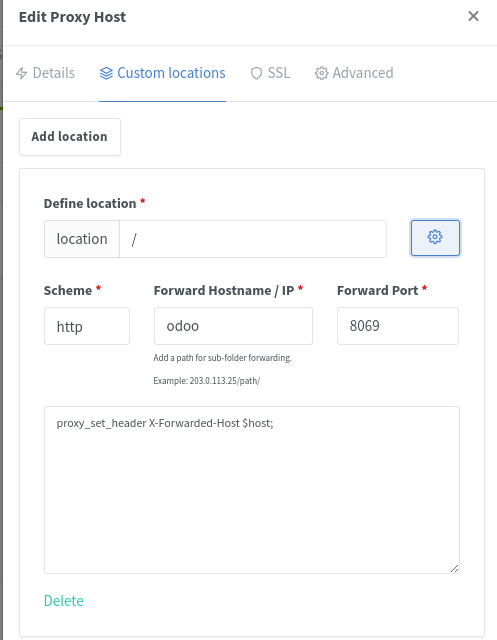 Edit Proxy Host
Details
Custom locations
SSL
Advanced
Add location
Define location *
location
/
Scheme *
Forward Hostname / IP *
Forward Port *
http
odoo
8069
Add a path for sub-folder forwarding.
Example: 203.0.113.25/path/
proxy_set_header X-Forwarded-Host $host;
Delete